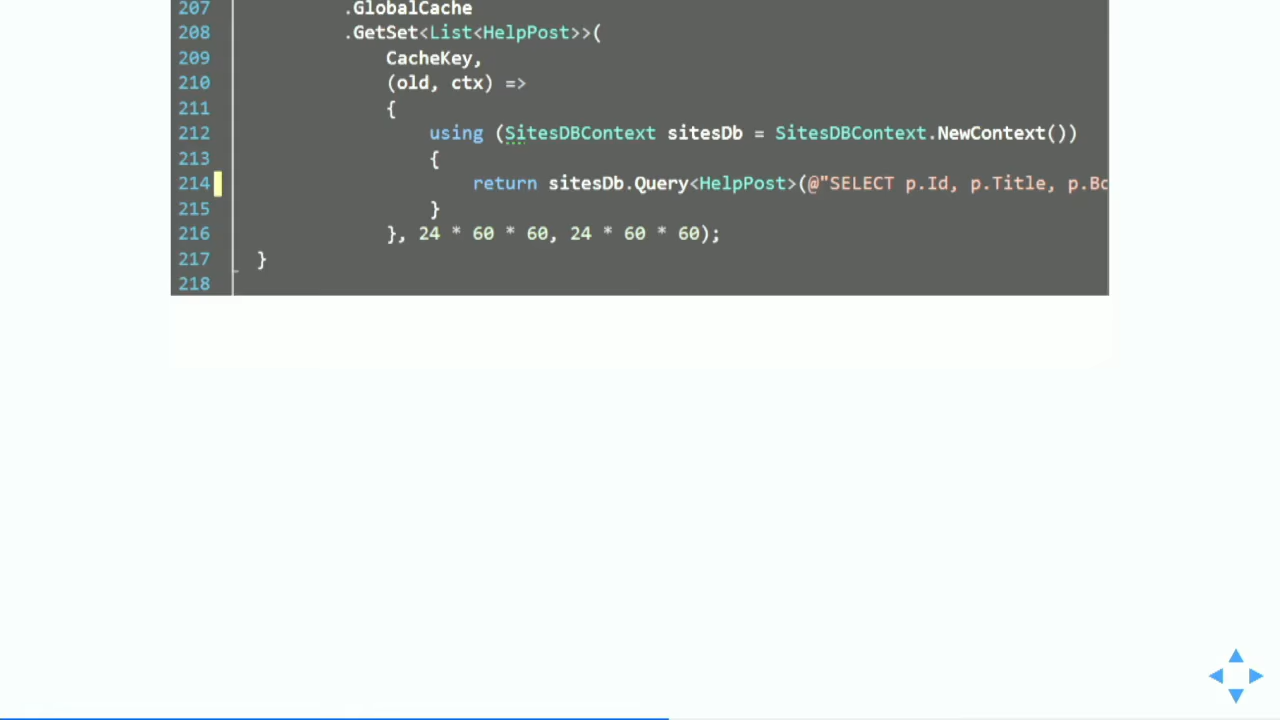 207 .GlobalCache
208 .GetSet<List<HelpPost>>(
209 CacheKey,
210 (old, ctx) =>
211 {
212 using (SitesDBContext sitesDb = SitesDBContext.NewContext())
213 {
214 return sitesDb.Query<HelpPost>(@"SELECT p.Id, p.Title, p.Bo
215 }
216 }, 24 * 60 * 60, 24 * 60 * 60);
217 }
218